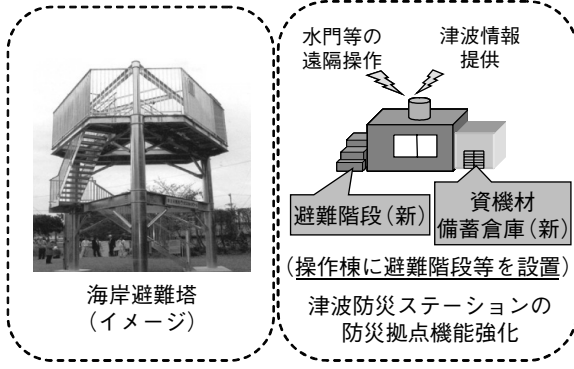 海岸避難塔
(イメージ)
水門等の
遠隔操作
津波情報
提供
避難階段(新)
資機材
備蓄倉庫(新)
(操作棟に避難階段等を設置)
津波防災ステーションの
防災拠点機能強化